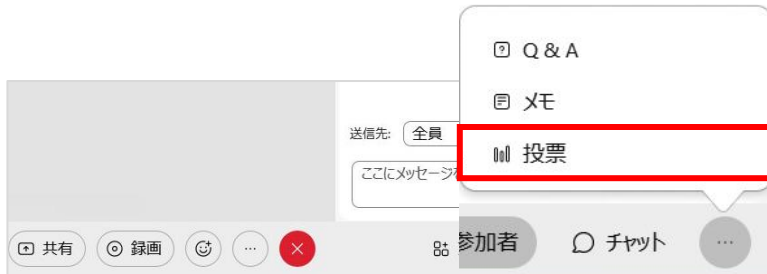 Q & A
メモ
投票
送信先: 全員
ここにメッセージを
共有 録画 参加者 チャット